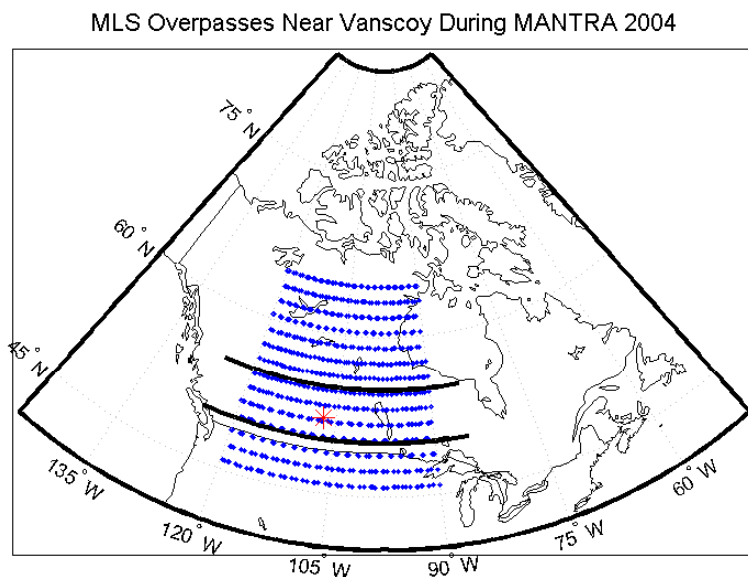 MLS Overpasses Near Vanscoy During MANTRA 2004
75° N
60° N
45° N
135° W
120° W
105° W
90° W
75° W
60° W